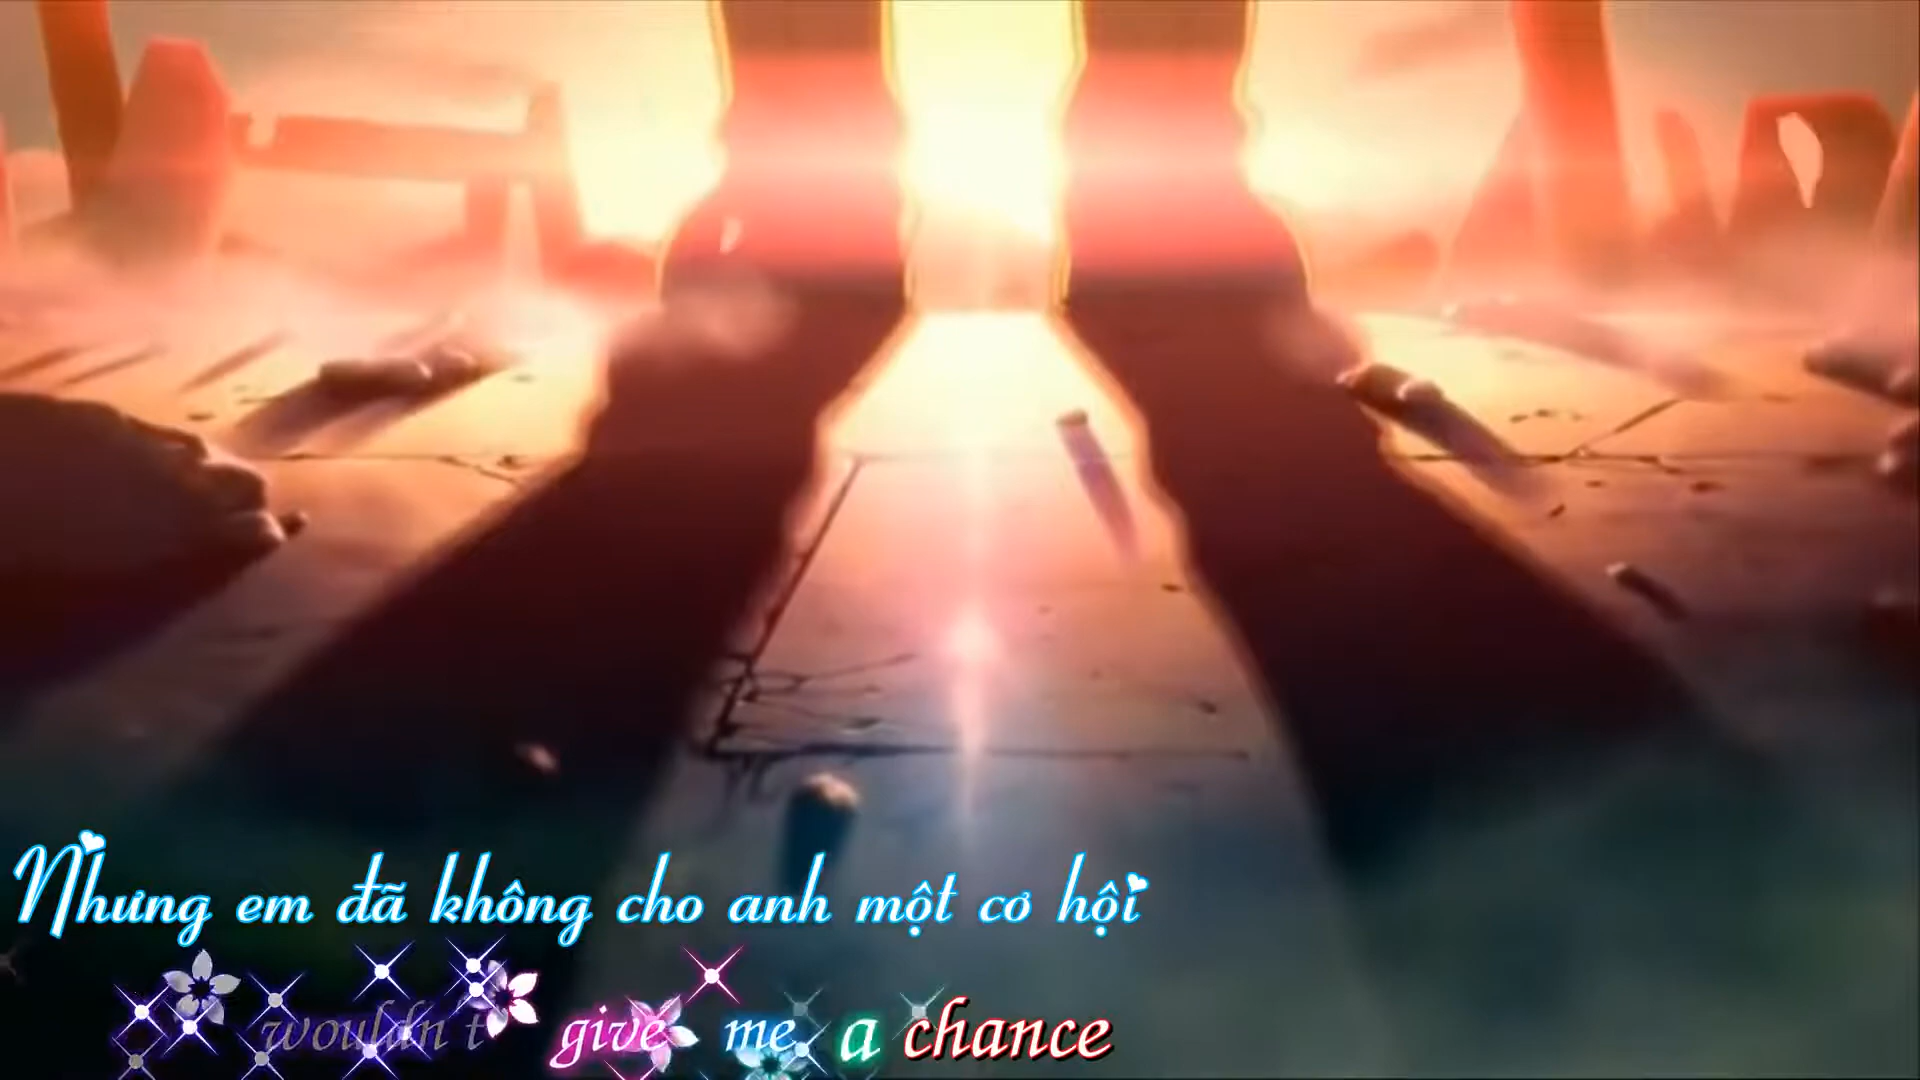 Nhưng em đã không cho anh một cơ hội
wouldn't give me a chance